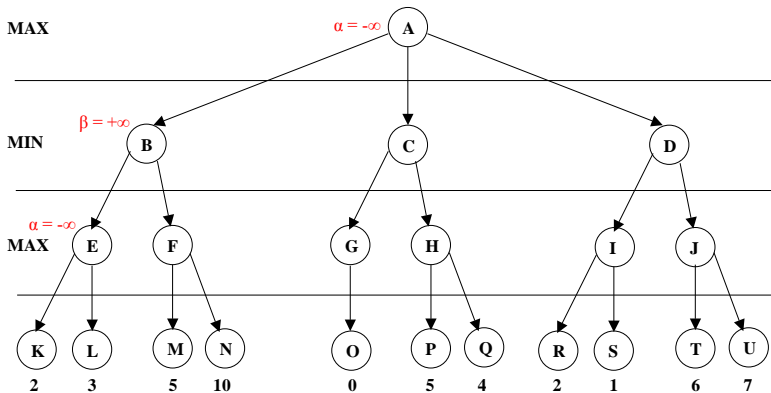 MAX α = -∞ A
β = +∞
MIN B C D
α = -∞
MAX E F G H I J
K L M N O P Q R S T U
2 3 5 10 0 5 4 2 1 6 7